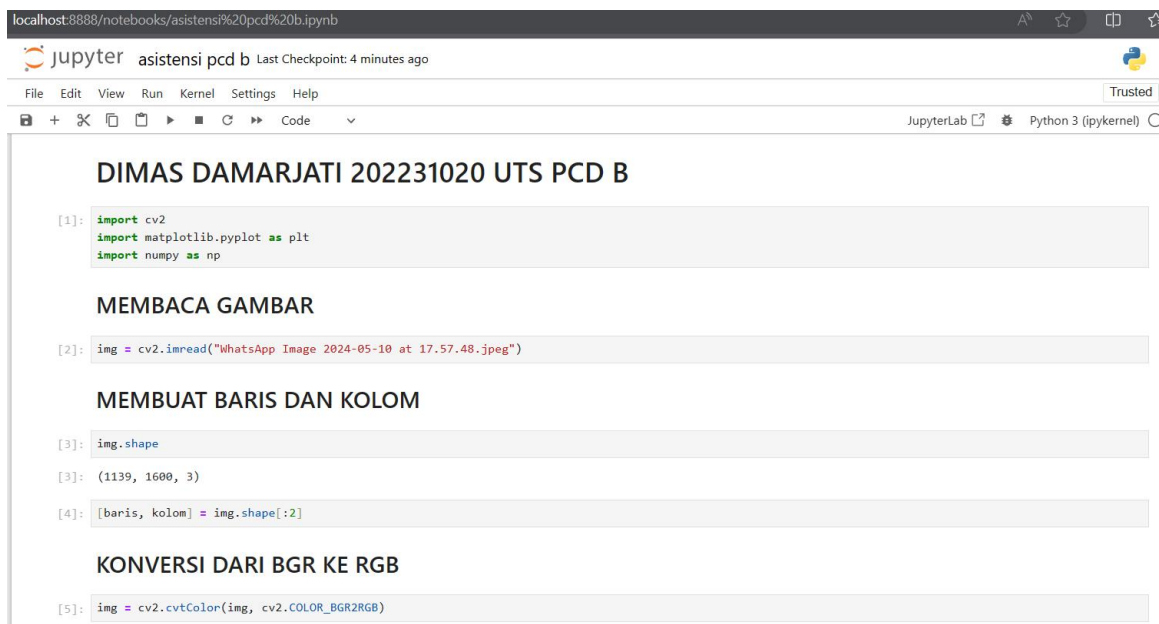 localhost:8888/notebooks/asistensi%20pcd%20b.ipynb
jupyter asistensi pcd b Last Checkpoint: 4 minutes ago
File Edit View Run Kernel Settings Help Trusted
Code JupyterLab Python 3 (ipykernel)
DIMAS DAMARJATI 202231020 UTS PCD B
[1]: import cv2
import matplotlib.pyplot as plt
import numpy as np
MEMBACA GAMBAR
[2]: img = cv2.imread("WhatsApp Image 2024-05-10 at 17.57.48.jpeg")
MEMBUAT BARIS DAN KOLOM
[3]: img.shape
[3]: (1139, 1600, 3)
[4]: [baris, kolom] = img.shape[:2]
KONVERSI DARI BGR KE RGB
[5]: img = cv2.cvtColor(img, cv2.COLOR_BGR2RGB)